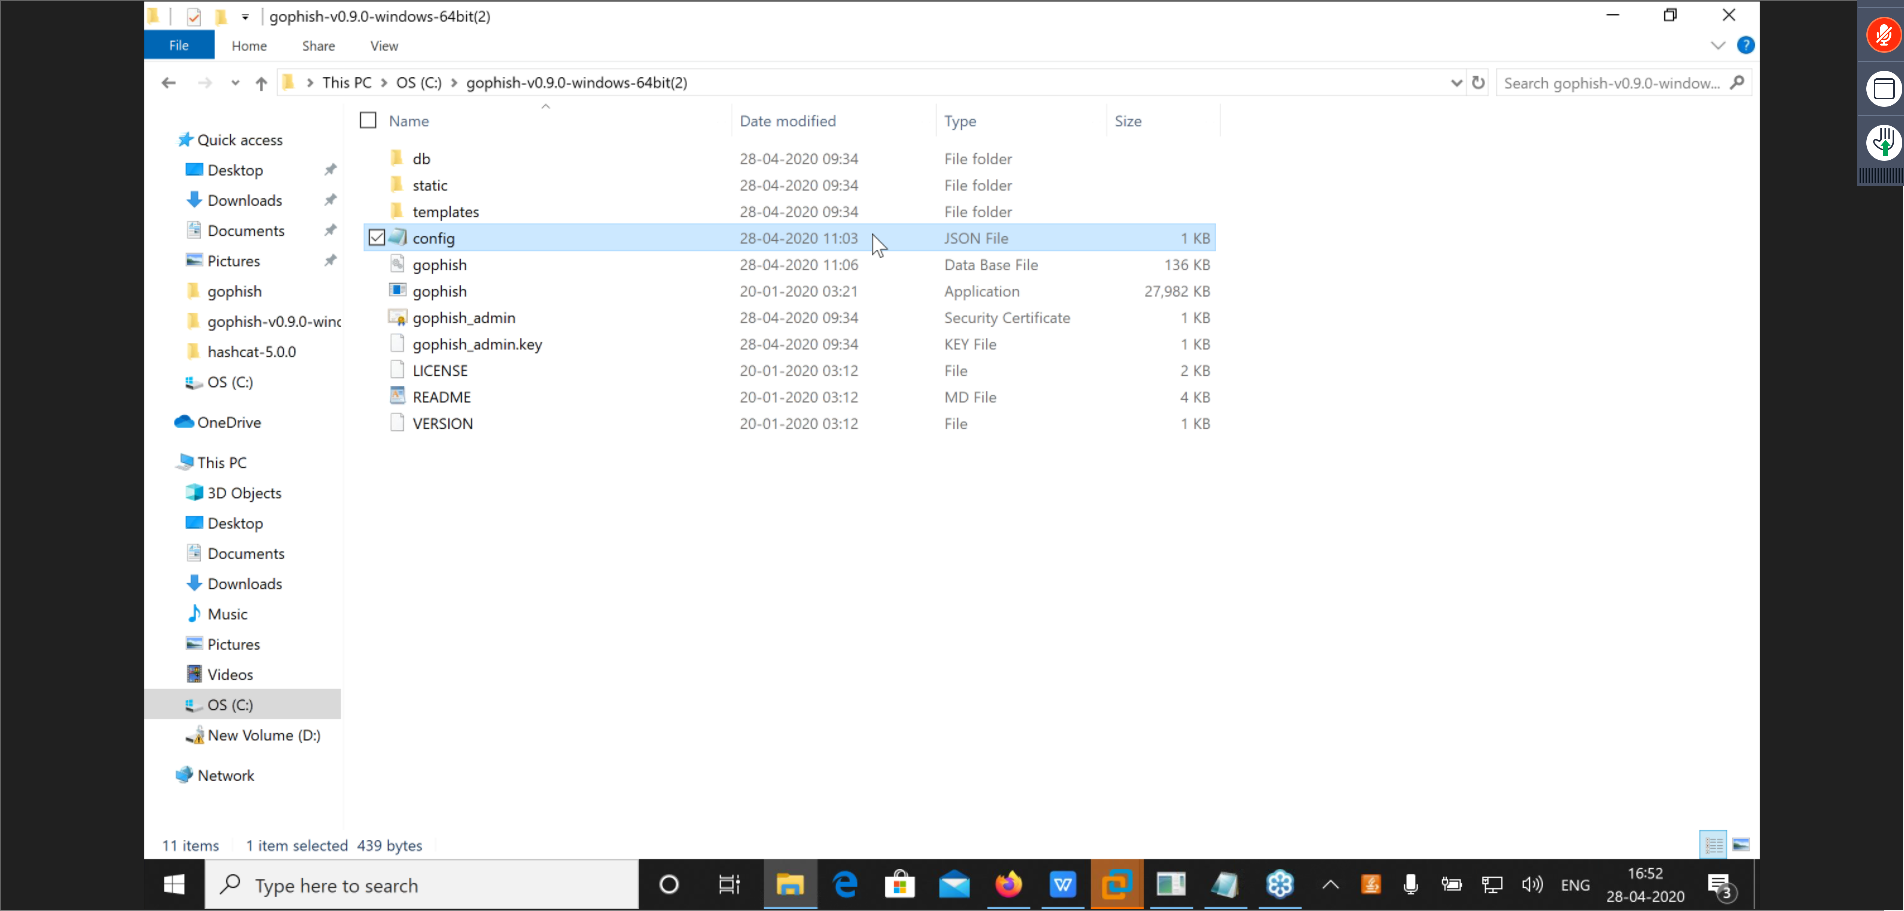 gophish-v0.9.0-windows-64bit(2)
File Home Share View
This PC OS (C:) gophish-v0.9.0-windows-64bit(2)
Search gophish-v0.9.0-window...
Name Date modified Type Size
Quick access
Desktop
Downloads
Documents
Pictures
gophish
gophish-v0.9.0-winc
hashcat-5.0.0
OS (C:)
OneDrive
This PC
3D Objects
Desktop
Documents
Downloads
Music
Pictures
Videos
OS (C:)
New Volume (D:)
Network
db 28-04-2020 09:34 File folder
static 28-04-2020 09:34 File folder
templates 28-04-2020 09:34 File folder
config 28-04-2020 11:03 JSON File 1 KB
gophish 28-04-2020 11:06 Data Base File 136 KB
gophish 20-01-2020 03:21 Application 27,982 KB
gophish_admin 28-04-2020 09:34 Security Certificate 1 KB
gophish_admin.key 28-04-2020 09:34 KEY File 1 KB
LICENSE 20-01-2020 03:12 File 2 KB
README 20-01-2020 03:12 MD File 4 KB
VERSION 20-01-2020 03:12 File 1 KB
11 items 1 item selected 439 bytes
Type here to search
ENG
16:52
28-04-2020
3